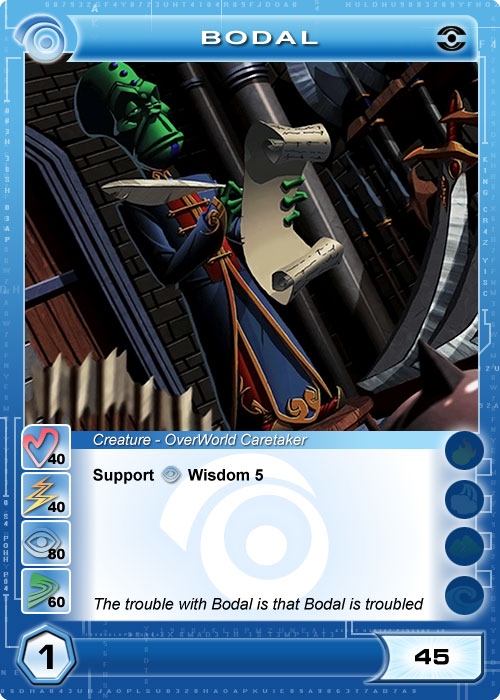 BODAL
40
Creature - OverWorld Caretaker
40
Support Wisdom 5
80
60
The trouble with Bodal is that Bodal is troubled
1
45